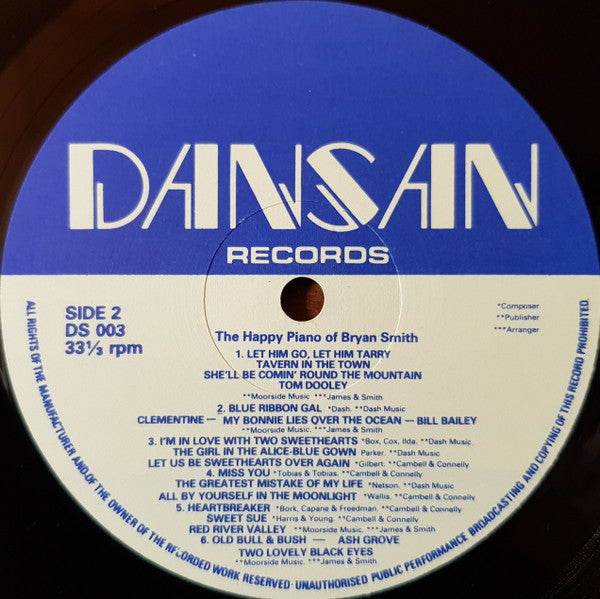 DANSAN
RECORDS
SIDE 2
DS 003
33⅓ rpm
*Composer
**Publisher
***Arranger
The Happy Piano of Bryan Smith
1. LET HIM GO, LET HIM TARRY
TAVERN IN THE TOWN
SHE'LL BE COMIN' ROUND THE MOUNTAIN
TOM DOOLEY
**Moorside Music. ***James & Smith
2. BLUE RIBBON GAL *Dash. **Dash Music
CLEMENTINE — MY BONNIE LIES OVER THE OCEAN — BILL BAILEY
**Moorside Music. ***James & Smith
3. I'M IN LOVE WITH TWO SWEETHEARTS *Box, Cox, Ilda. **Dash Music
THE GIRL IN THE ALICE-BLUE GOWN Parker. **Dash Music
LET US BE SWEETHEARTS OVER AGAIN *Gilbert. **Cambell & Connelly
4. MISS YOU *Tobias & Tobias. **Cambell & Connelly
THE GREATEST MISTAKE OF MY LIFE *Netson. **Dash Music
ALL BY YOURSELF IN THE MOONLIGHT *Wallis. **Cambell & Connelly
5. HEARTBREAKER *Bork, Capane & Freedman. **Cambell & Connelly
SWEET SUE *Harris & Young. **Cambell & Connelly
RED RIVER VALLEY **Moorside Music. ***James & Smith
6. OLD BULL & BUSH — ASH GROVE
TWO LOVELY BLACK EYES
**Moorside Music. ***James & Smith
ALL RIGHTS OF THE MANUFACTURER AND OF THE OWNER OF THE RECORDED WORK RESERVED · UNAUTHORISED PUBLIC PERFORMANCE BROADCASTING AND COPYING OF THIS RECORD PROHIBITED.